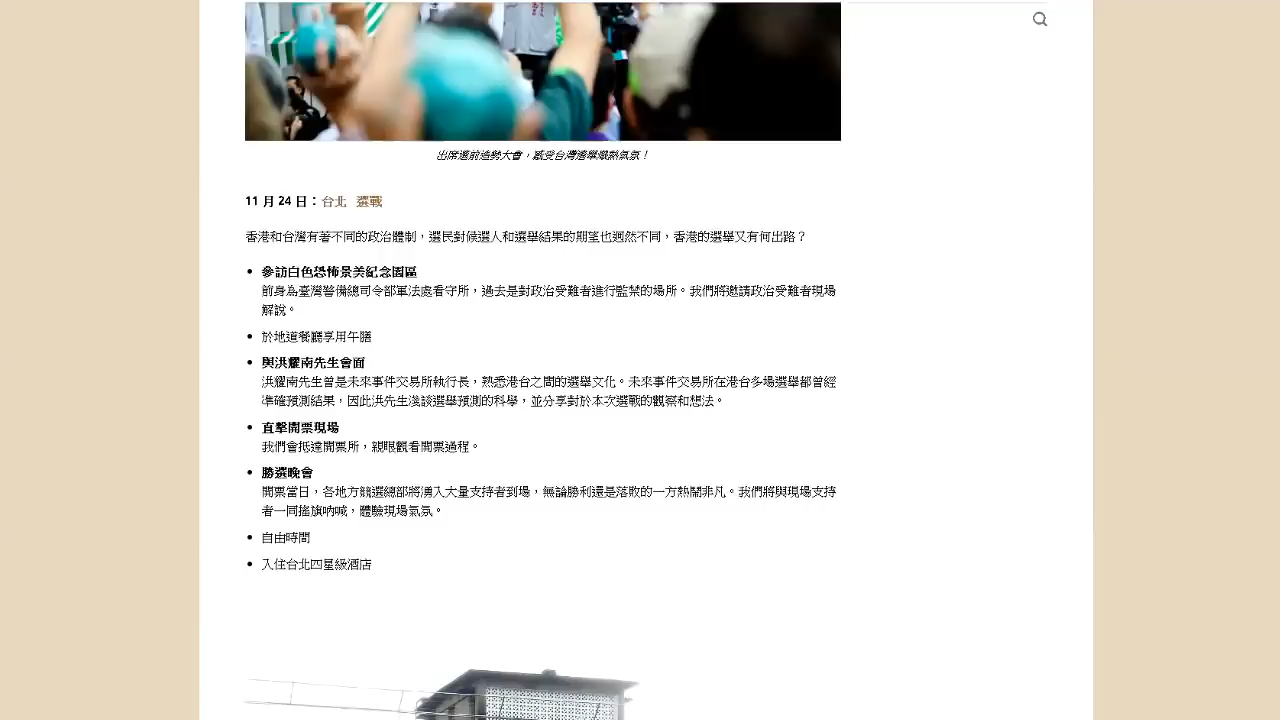 出席選前造勢大會，感受台灣選舉熾熱氣氛！
11 月 24 日：台北 選戰
香港和台灣有著不同的政治體制，選民對候選人和選舉結果的期望也迥然不同，香港的選舉又有何出路？
參訪白色恐怖景美紀念園區
前身為臺灣警備總司令部軍法處看守所，過去是對政治受難者進行監禁的場所。我們將邀請政治受難者現場
解說。
於地道餐廳享用午膳
與洪耀南先生會面
洪耀南先生曾是未來事件交易所執行長，熟悉港台之間的選舉文化。未來事件交易所在港台多場選舉都曾經
準確預測結果，因此洪先生淺談選舉預測的科學，並分享對於本次選戰的觀察和想法。
直擊開票現場
我們會抵達開票所，親眼觀看開票過程。
勝選晚會
開票當日，各地方競選總部將湧入大量支持者到場，無論勝利還是落敗的一方熱鬧非凡。我們將與現場支持
者一同搖旗吶喊，體驗現場氣氛。
自由時間
入住台北四星級酒店